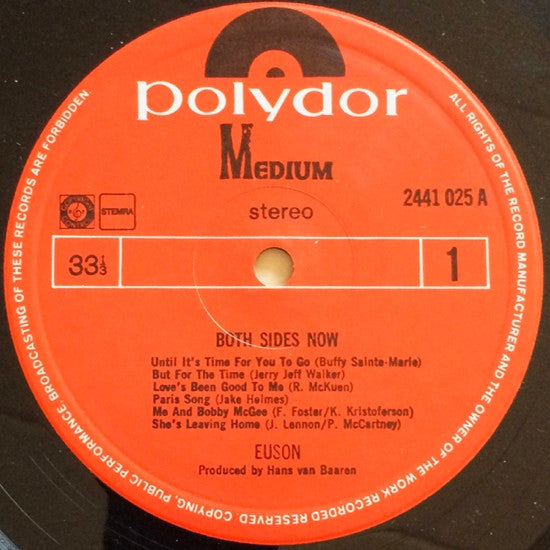 polydor
MEDIUM
stereo
2441 025 A
STEMRA
33⅓
1
BOTH SIDES NOW
Until It's Time For You To Go (Buffy Sainte-Marie)
But For The Time (Jerry Jeff Walker)
Love's Been Good To Me (R. McKuen)
Paris Song (Jake Holmes)
Me And Bobby McGee (F. Foster/K. Kristoferson)
She's Leaving Home (J. Lennon/P. McCartney)
EUSON
Produced by Hans van Baaren
ALL RIGHTS OF THE RECORD MANUFACTURER AND THE OWNER OF THE WORK RECORDED RESERVED. COPYING, PUBLIC PERFORMANCE, BROADCASTING OF THESE RECORDS ARE FORBIDDEN.